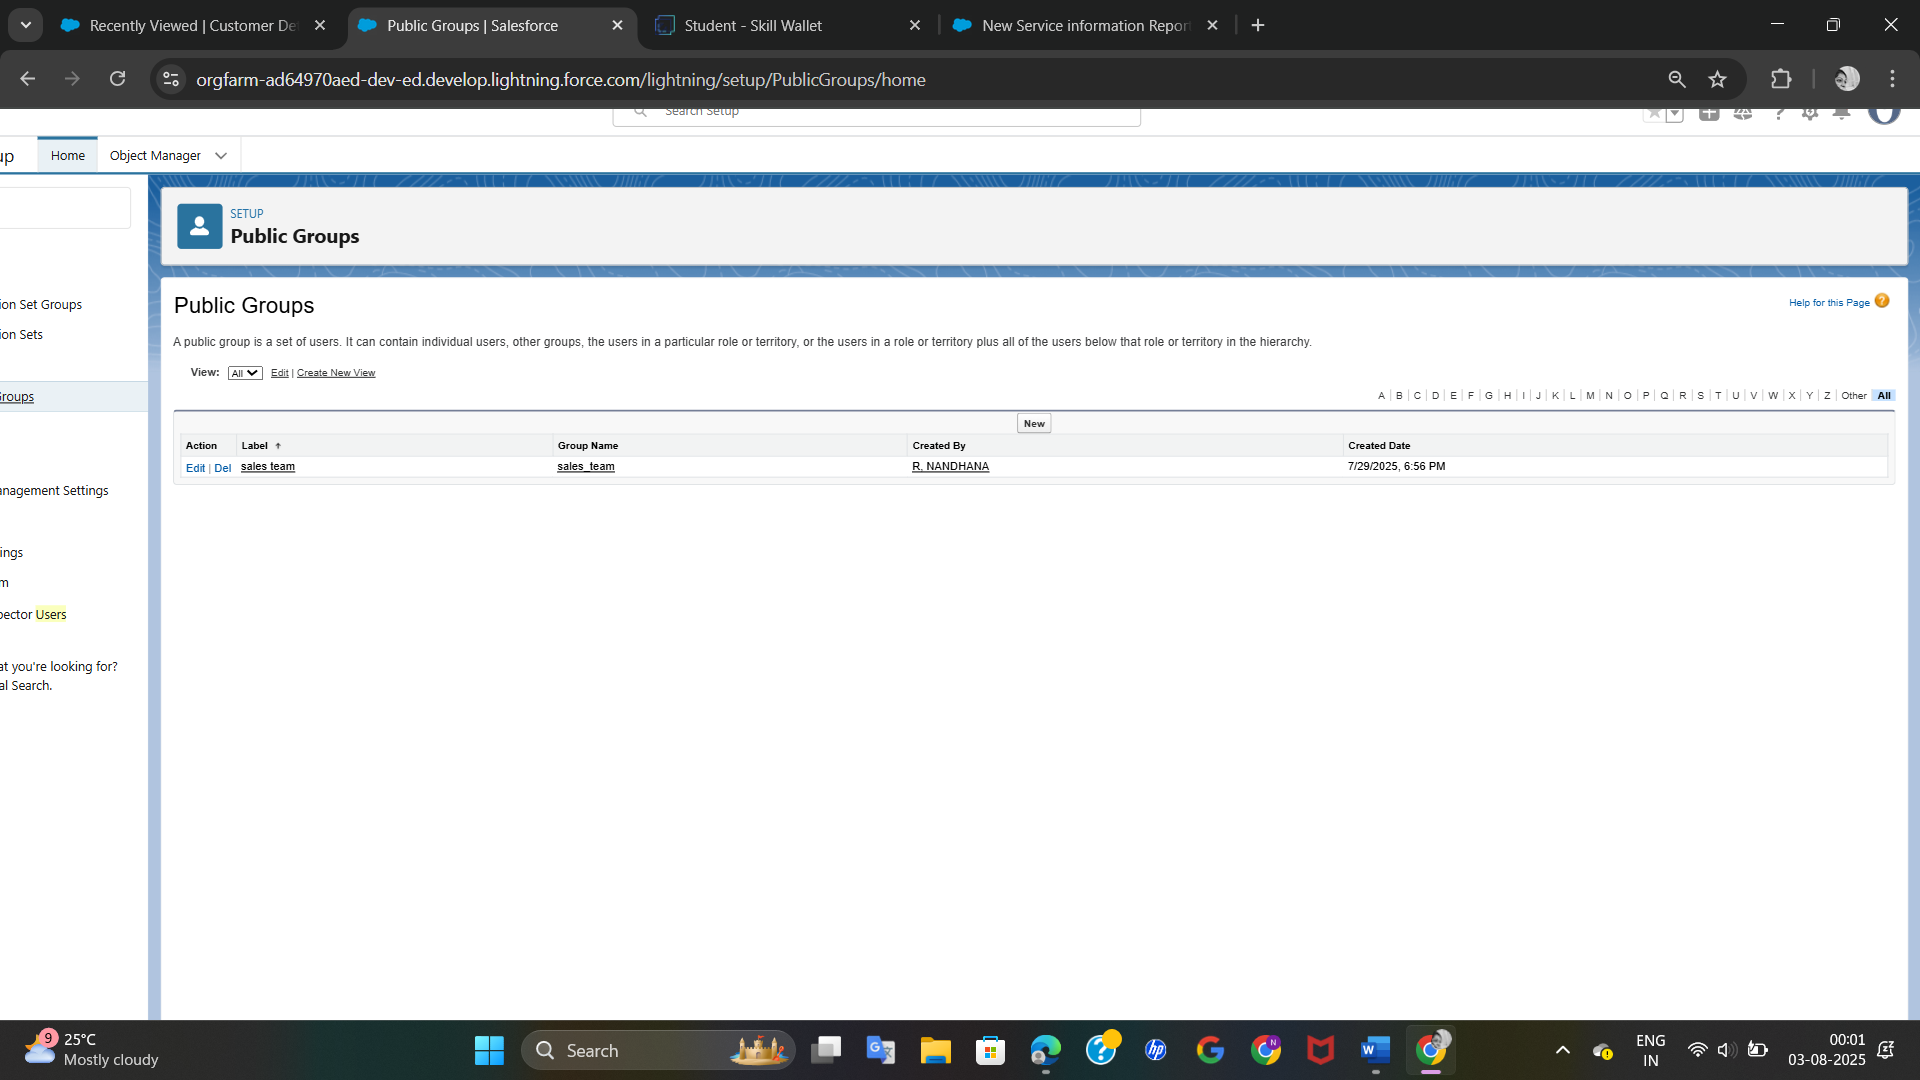 Recently Viewed | Customer De
Public Groups | Salesforce
Student - Skill Wallet
New Service information Report
orgfarm-ad64970aed-dev-ed.develop.lightning.force.com/lightning/setup/PublicGroups/home
Search Setup
up
Home
Object Manager
SETUP
Public Groups
ion Set Groups
ion Sets
Groups
anagement Settings
ings
m
pector Users
at you're looking for?
al Search.
Public Groups
Help for this Page ?
A public group is a set of users. It can contain individual users, other groups, the users in a particular role or territory, or the users in a role or territory plus all of the users below that role or territory in the hierarchy.
View: All Edit | Create New View
A | B | C | D | E | F | G | H | I | J | K | L | M | N | O | P | Q | R | S | T | U | V | W | X | Y | Z | Other All
New
Action Label Group Name Created By Created Date
Edit | Del sales team sales_team R, NANDHANA 7/29/2025, 6:56 PM
9
25°C
Mostly cloudy
Search
ENG
IN
00:01
03-08-2025